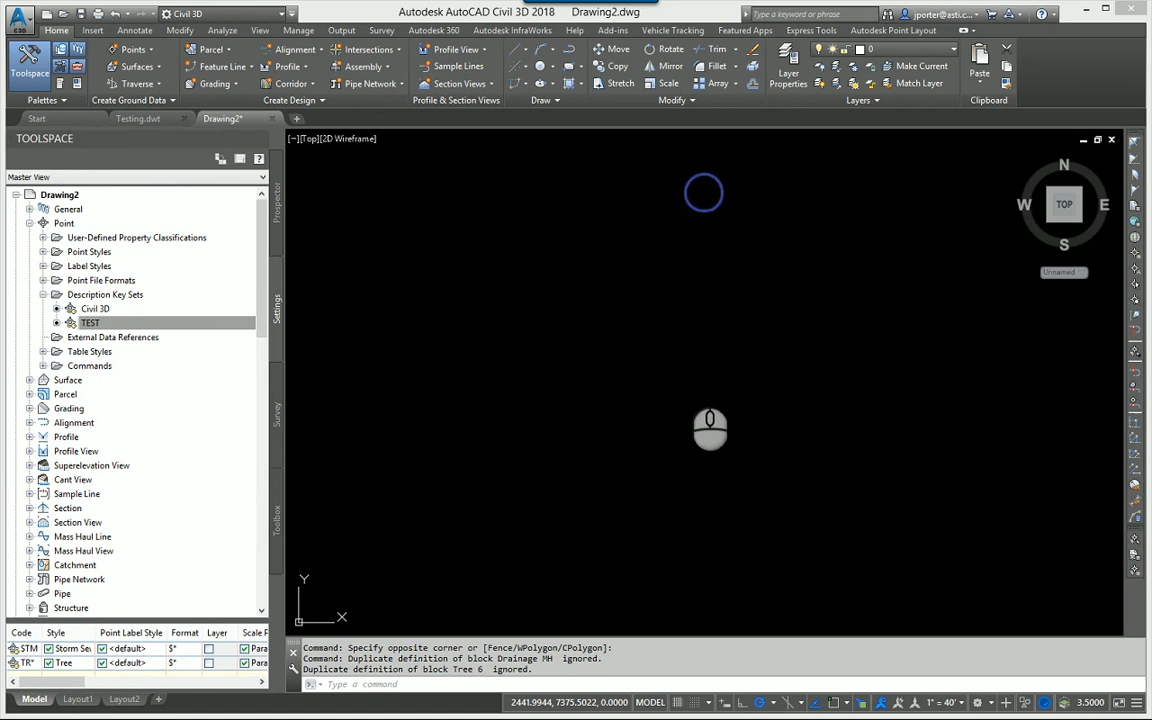 Civil 3D
Autodesk AutoCAD Civil 3D 2018 Drawing2.dwg
Type a keyword or phrase
jporter@asti.c...
C3D
Home Insert Annotate Modify Analyze View Manage Output Survey Autodesk 360 Autodesk InfraWorks Help Add-ins Vehicle Tracking Featured Apps Express Tools Autodesk Point Layout
Points Parcel Alignment Intersections Profile View Move Rotate Trim 0
Toolspace Surfaces Feature Line Profile Assembly Sample Lines Copy Mirror Fillet Layer Properties Make Current Paste
Traverse Grading Corridor Pipe Network Section Views Stretch Scale Array Match Layer
Palettes Create Ground Data Create Design Profile & Section Views Draw Modify Layers Clipboard
Start Testing.dwt Drawing2*
TOOLSPACE
[−][Top][2D Wireframe]
Master View
Drawing2
General
Point
User-Defined Property Classifications
Point Styles
Label Styles
Point File Formats
Description Key Sets
Civil 3D
TEST
External Data References
Table Styles
Commands
Surface
Parcel
Grading
Alignment
Profile
Profile View
Superelevation View
Cant View
Sample Line
Section
Section View
Mass Haul Line
Mass Haul View
Catchment
Pipe Network
Pipe
Structure
Prospector
Settings
Survey
Toolbox
N
W TOP E
S
Unnamed
Y
X
Code Style Point Label Style Format Layer Scale P
STM Storm Se <default> $* Para
TR* Tree <default> $* Para
Command: Specify opposite corner or [Fence/WPolygon/CPolygon]:
Command: Duplicate definition of block Drainage MH ignored.
Duplicate definition of block Tree 6 ignored.
Type a command
Model Layout1 Layout2 +
2441.9944, 7375.5022, 0.0000 MODEL 1" = 40' 3.5000